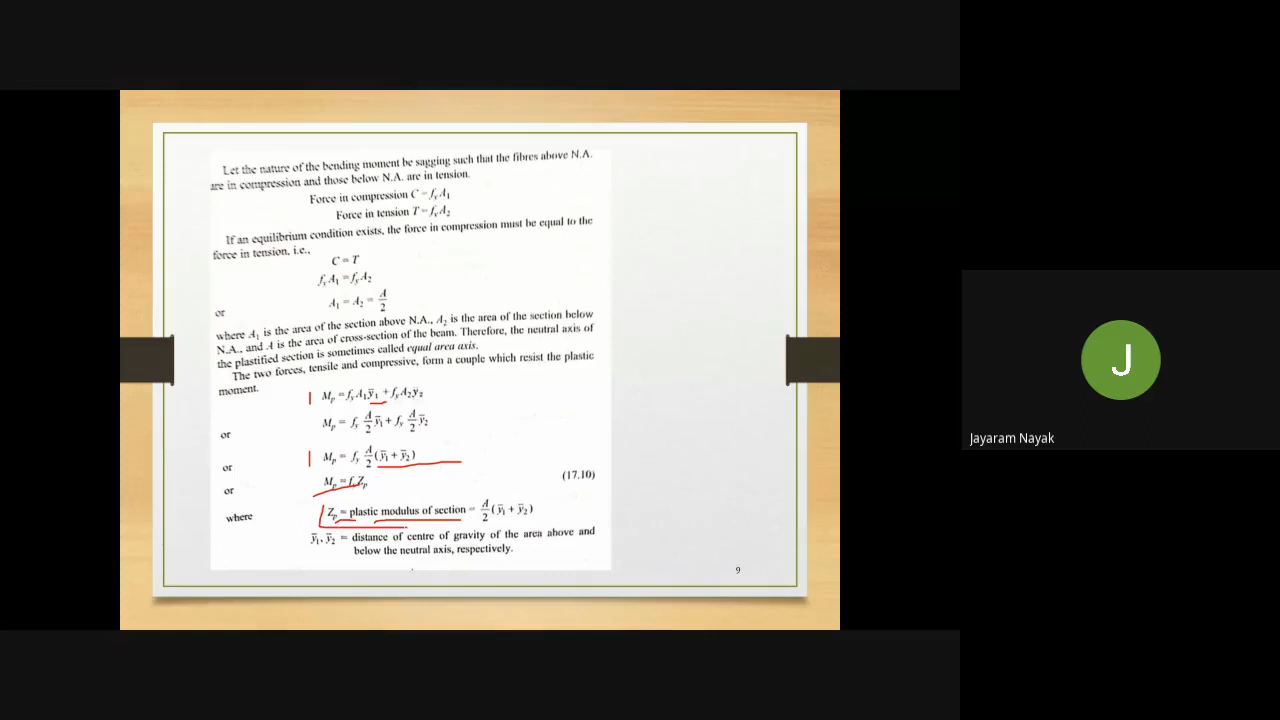 Let the nature of the bending moment be sagging such that the fibres above N.A.
are in compression and those below N.A. are in tension.
Force in compression C = f_y A_1
Force in tension T = f_y A_2
If an equilibrium condition exists, the force in compression must be equal to the
force in tension, i.e.,
C = T
f_y A_1 = f_y A_2
or A_1 = A_2 = A/2
where A_1 is the area of the section above N.A., A_2 is the area of the section below
N.A., and A is the area of cross-section of the beam. Therefore, the neutral axis of
the plastified section is sometimes called equal area axis.
The two forces, tensile and compressive, form a couple which resist the plastic
moment.
M_p = f_y A_1 ȳ_1 + f_y A_2 ȳ_2
or M_p = f_y A/2 ȳ_1 + f_y A/2 ȳ_2
or M_p = f_y A/2 (ȳ_1 + ȳ_2)
or M_p = f_y Z_p (17.10)
where Z_p = plastic modulus of section = A/2 (ȳ_1 + ȳ_2)
ȳ_1, ȳ_2 = distance of centre of gravity of the area above and
below the neutral axis, respectively.
9
J
Jayaram Nayak